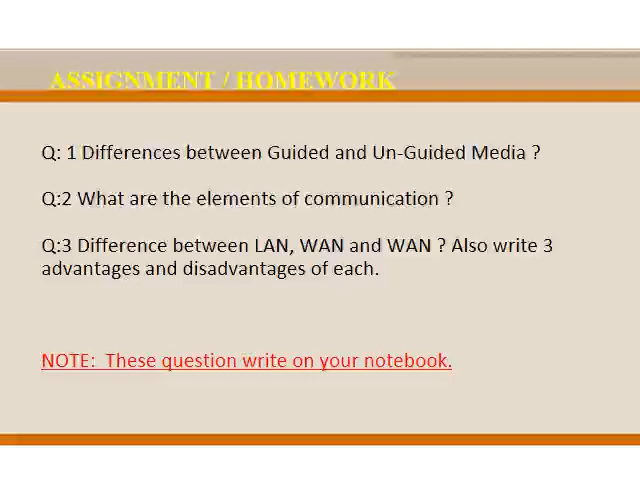 ASSIGNMENT / HOMEWORK
Q: 1 Differences between Guided and Un-Guided Media ?
Q:2 What are the elements of communication ?
Q:3 Difference between LAN, WAN and WAN ? Also write 3
advantages and disadvantages of each.
NOTE:  These question write on your notebook.